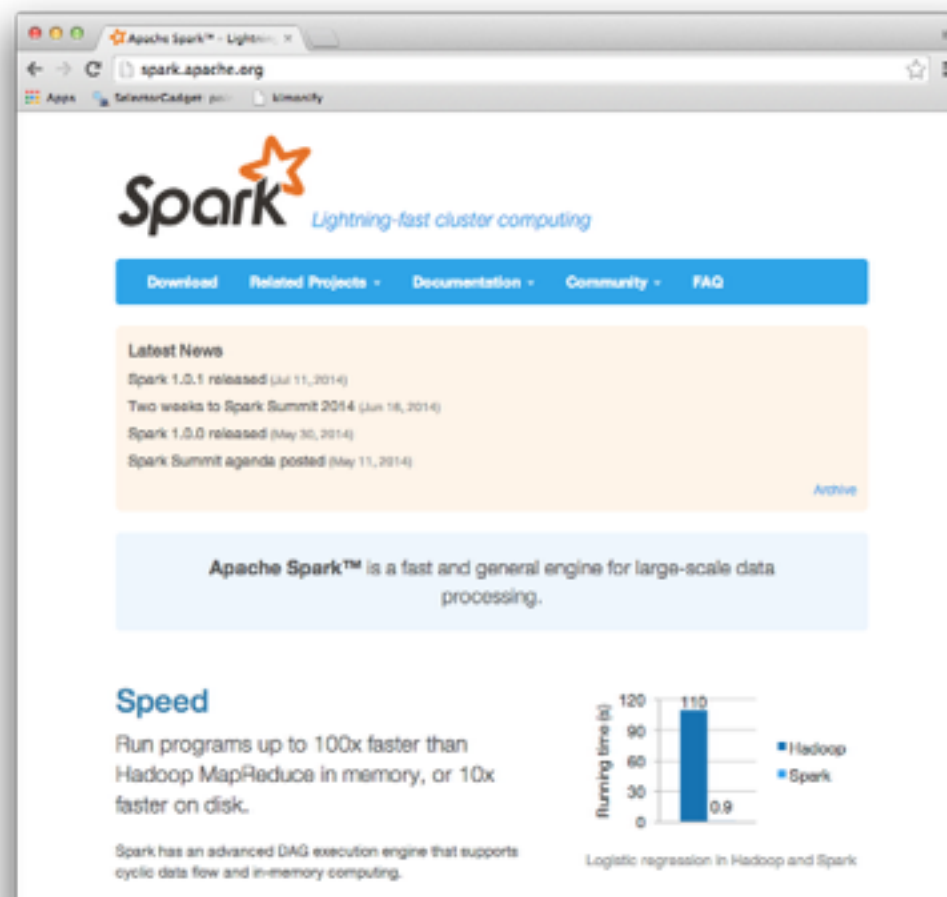 Apache Spark™ - Lightnin
spark.apache.org
Apps SelectorGadget: kimonify
Spark Lightning-fast cluster computing
Download Related Projects Documentation Community FAQ
Latest News
Spark 1.0.1 released (Jul 11, 2014)
Two weeks to Spark Summit 2014 (Jun 16, 2014)
Spark 1.0.0 released (May 30, 2014)
Spark Summit agenda posted (May 11, 2014)
Archive
Apache Spark™ is a fast and general engine for large-scale data
processing.
Speed
Run programs up to 100x faster than
Hadoop MapReduce in memory, or 10x
faster on disk.
Spark has an advanced DAG execution engine that supports
cyclic data flow and in-memory computing.
Running time (s)
120
90
60
30
0
110
0.9
Hadoop
Spark
Logistic regression in Hadoop and Spark